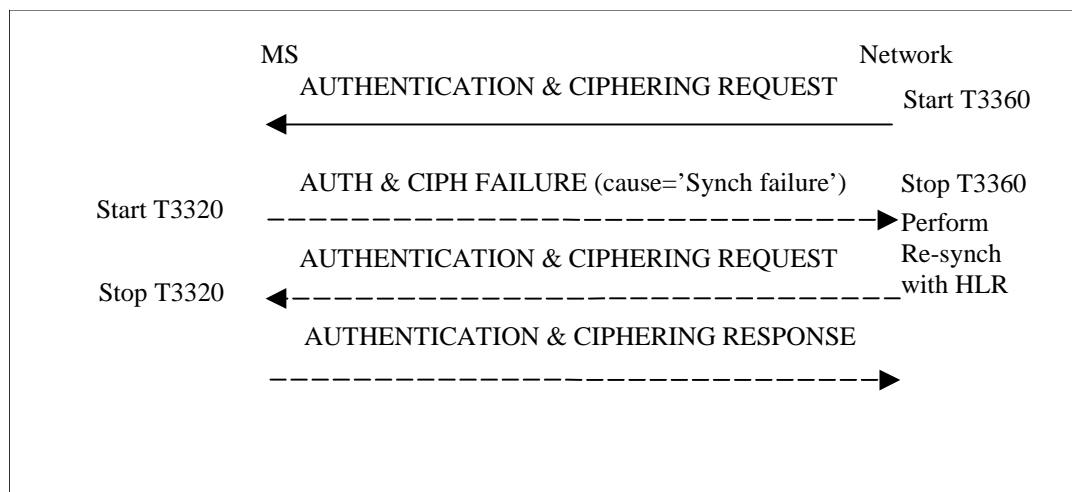 MS
Network
AUTHENTICATION & CIPHERING REQUEST
Start T3360
AUTH & CIPH FAILURE (cause=’Synch failure’)
Stop T3360
Start T3320
Perform
Re-synch
with HLR
AUTHENTICATION & CIPHERING REQUEST
Stop T3320
AUTHENTICATION & CIPHERING RESPONSE